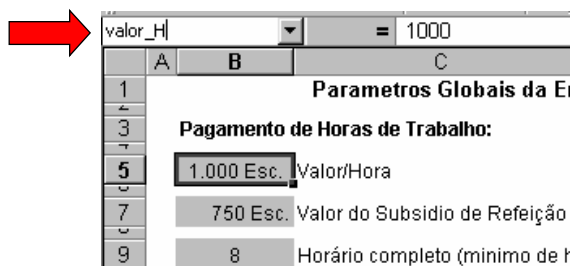 valor_H = 1000
A B C
1 Parametros Globais da E
3 Pagamento de Horas de Trabalho:
5 1.000 Esc. Valor/Hora
7 750 Esc. Valor do Subsidio de Refeição
9 8 Horário completo (minimo de h